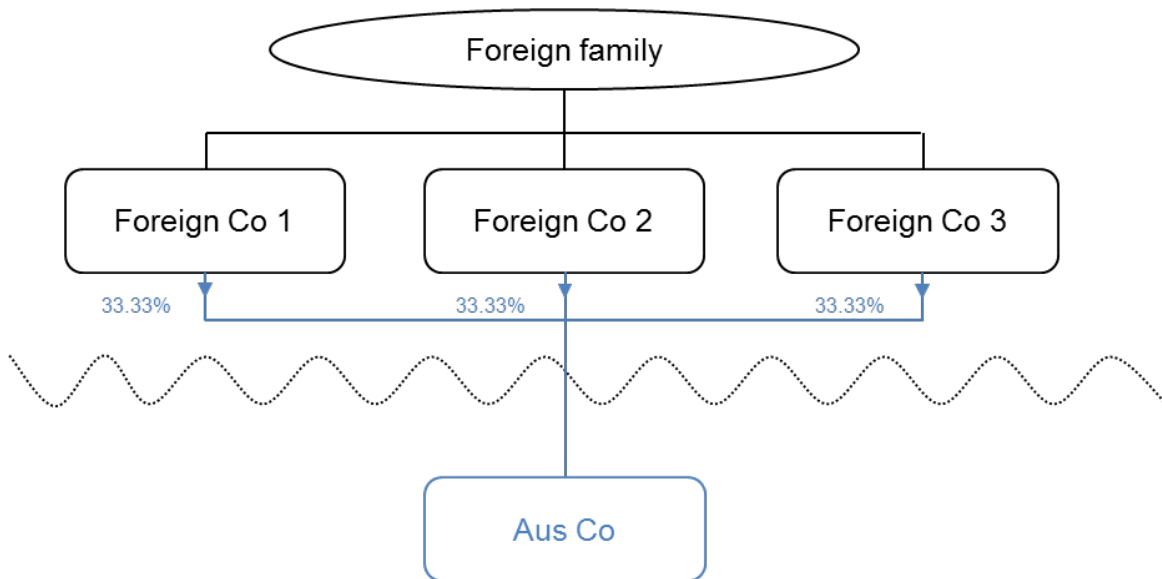 Foreign family
Foreign Co 1
Foreign Co 2
Foreign Co 3
33.33%
33.33%
33.33%
Aus Co